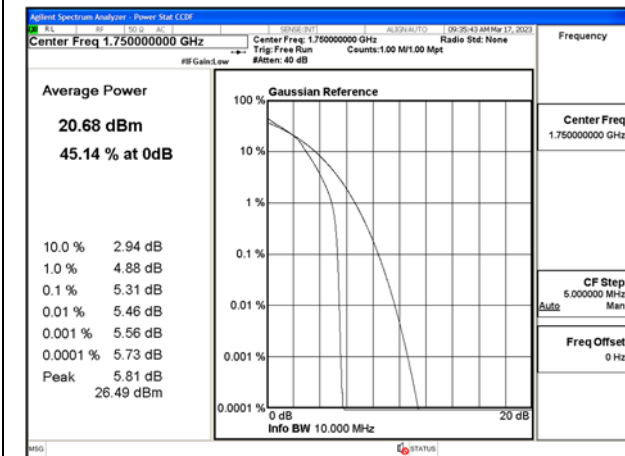 Agilent Spectrum Analyzer - Power Stat CCDF
RL RF 50 Ω AC SENSE:INT ALIGN AUTO 09:35:43 AM Mar 17, 2023
Center Freq 1.750000000 GHz
Center Freq: 1.750000000 GHz Radio Std: None
Trig: Free Run Counts:1.00 M/1.00 Mpt
#IFGain:Low #Atten: 40 dB
Frequency
Average Power
20.68 dBm
45.14 % at 0dB
10.0 % 2.94 dB
1.0 % 4.88 dB
0.1 % 5.31 dB
0.01 % 5.46 dB
0.001 % 5.56 dB
0.0001 % 5.73 dB
Peak 5.81 dB
26.49 dBm
Gaussian Reference
100 %
10 %
1 %
0.1 %
0.01 %
0.001 %
0.0001 %
0 dB 20 dB
Info BW 10.000 MHz
Center Freq
1.750000000 GHz
CF Step
5.000000 MHz
Auto Man
Freq Offset
0 Hz
MSG STATUS